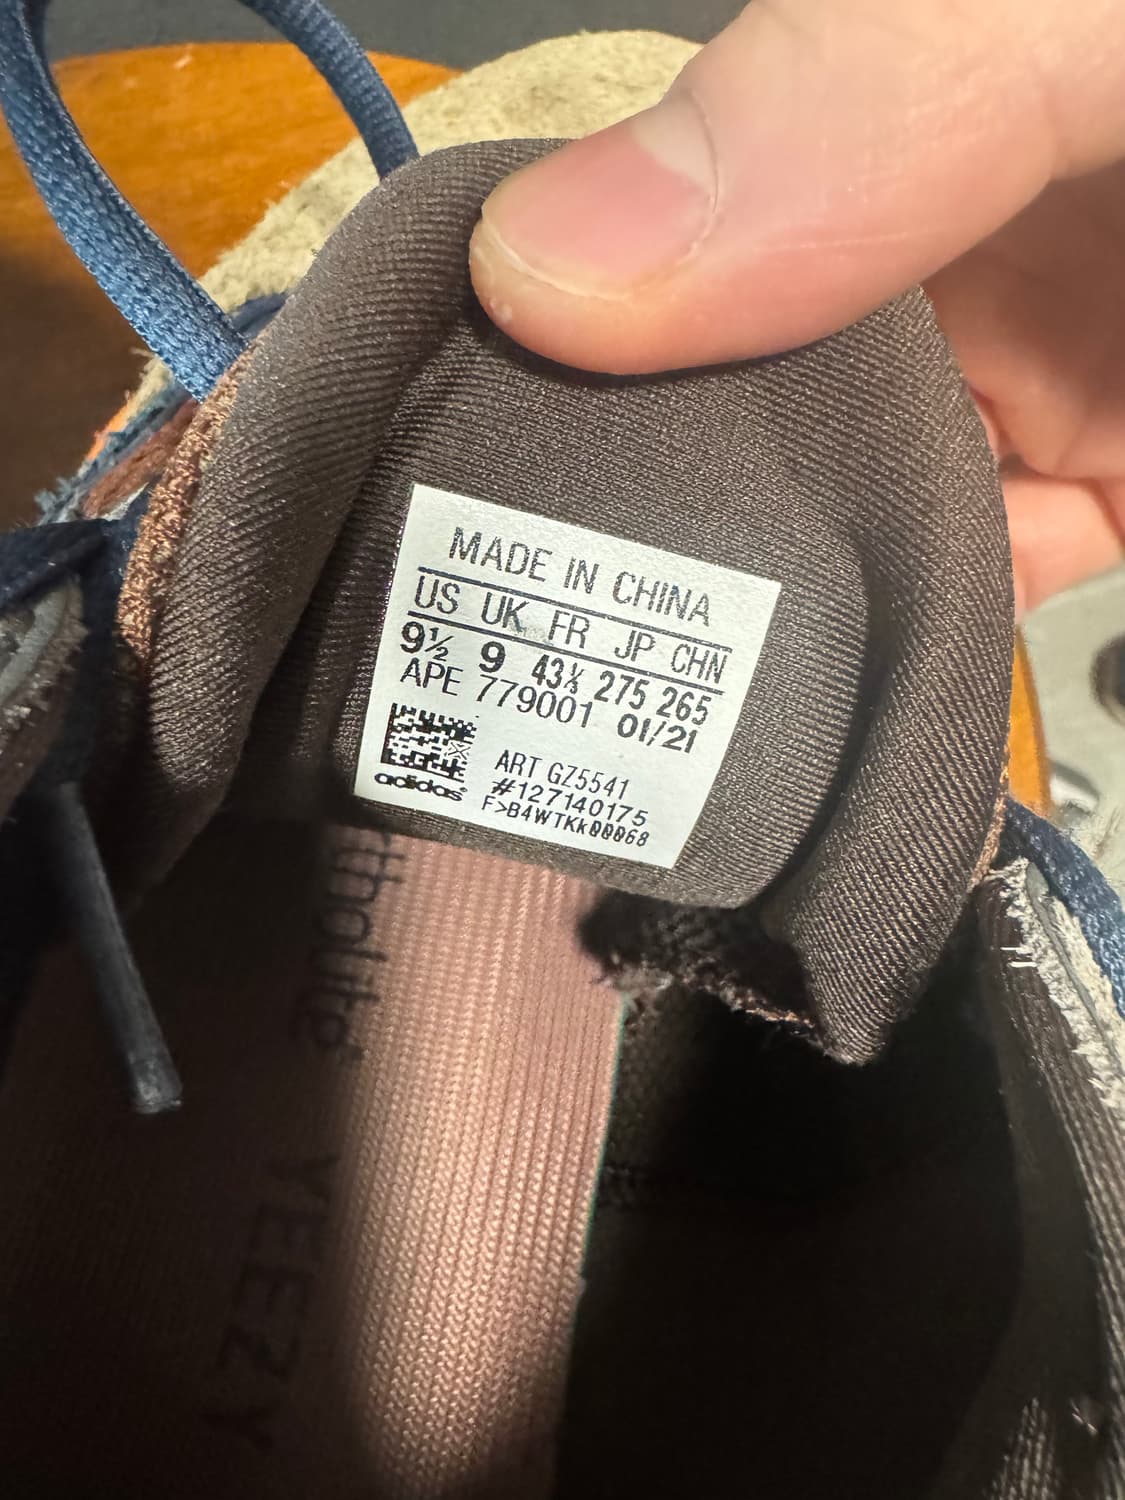 MADE IN CHINA
US UK FR JP CHN
9½ 9 43⅓ 275 265
APE 779001 01/21
ART GZ5541
#127140175
F>B4WTKk00068
adidas
YEEZY